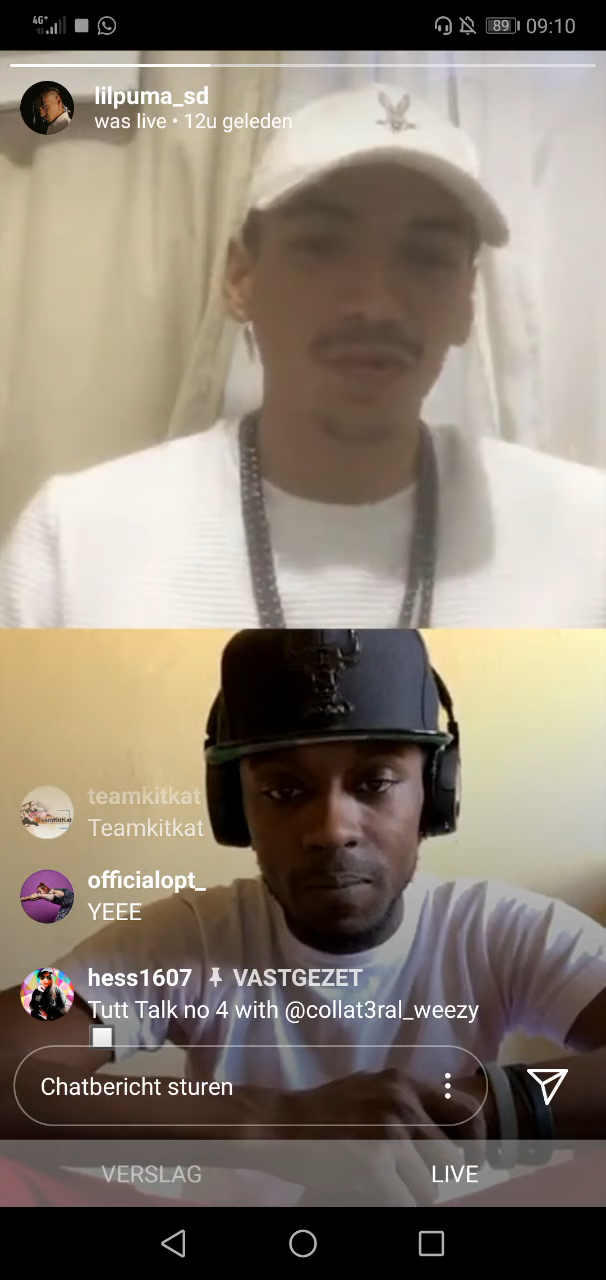 4G+
89 09:10
lilpuma_sd
was live • 12u geleden
teamkitkat
Teamkitkat
officialopt_
YEEE
hess1607 VASTGEZET
Tutt Talk no 4 with @collat3ral_weezy
Chatbericht sturen
VERSLAG LIVE